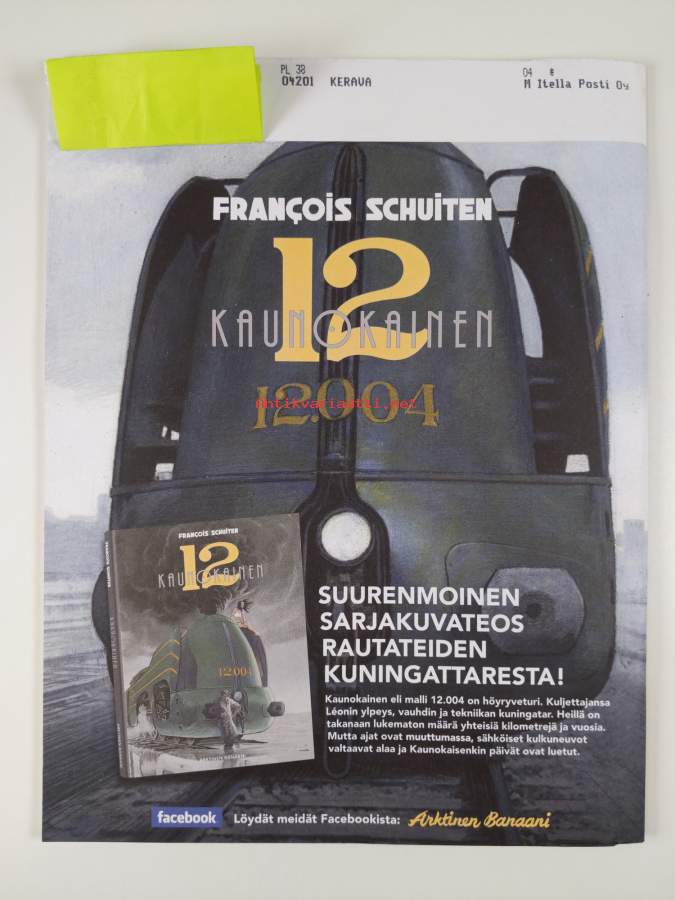 PL 38
04201 KERAVA
04 *
M Itella Posti Oy
FRANÇOIS SCHUITEN
12
KAUNOKAINEN
12.004
Antikvariaatti.net
FRANÇOIS SCHUITEN
12
KAUNOKAINEN
12.004
SUURENMOINEN
SARJAKUVATEOS
RAUTATEIDEN
KUNINGATTARESTA!
Kaunokainen eli malli 12.004 on höyryveturi. Kuljettajansa
Léonin ylpeys, vauhdin ja tekniikan kuningatar. Heillä on
takanaan lukematon määrä yhteisiä kilometrejä ja vuosia.
Mutta ajat ovat muuttumassa, sähköiset kulkuneuvot
valtaavat alaa ja Kaunokaisenkin päivät ovat luetut.
facebook Löydät meidät Facebookista: Arktinen Banaani